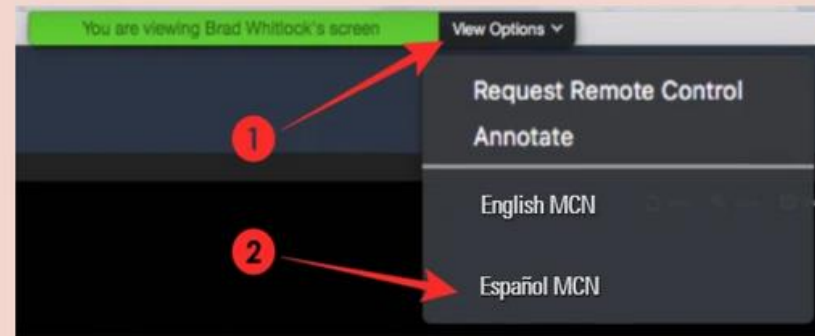 You are viewing Brad Whitlock's screen
View Options
Request Remote Control
Annotate
1
English MCN
2
Español MCN